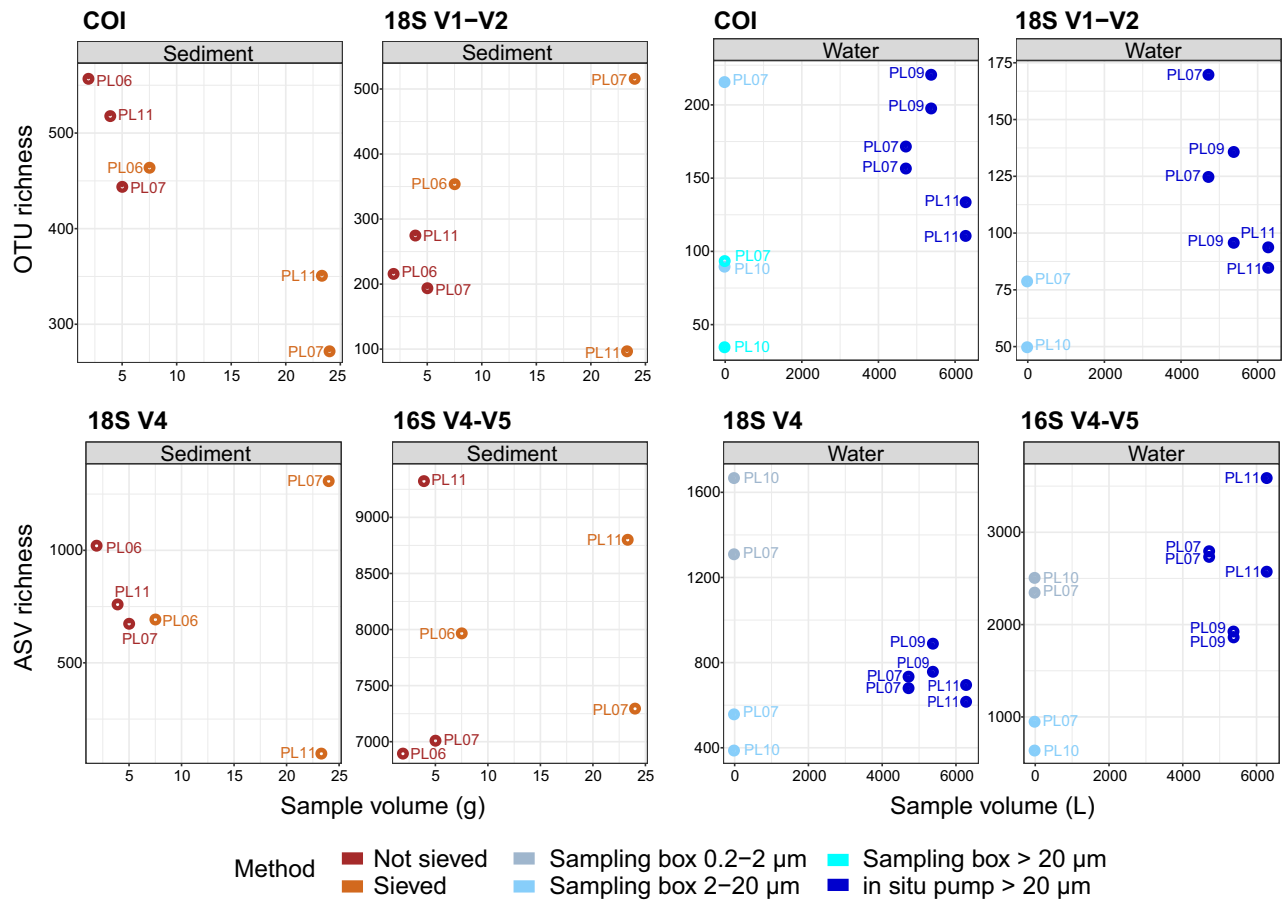 COI
18S V1−V2
COI
18S V1−V2
Sediment
Sediment
Water
Water
OTU richness
500
400
300
PL06
PL11
PL06
PL07
PL11
PL07
5
10
15
20
25
500
400
300
200
100
PL07
PL06
PL11
PL06
PL07
PL11
5
10
15
20
25
200
150
100
50
PL07
PL09
PL09
PL07
PL07
PL11
PL11
PL07
PL10
PL10
0
2000
4000
6000
175
150
125
100
75
50
PL07
PL09
PL07
PL09
PL11
PL11
PL07
PL10
0
2000
4000
6000
18S V4
16S V4-V5
18S V4
16S V4-V5
Sediment
Sediment
Water
Water
ASV richness
1000
500
PL07
PL06
PL11
PL07
PL06
PL11
5
10
15
20
25
9000
8500
8000
7500
7000
PL11
PL11
PL06
PL07
PL07
PL06
5
10
15
20
25
1600
1200
800
400
PL10
PL07
PL09
PL09
PL07
PL07
PL11
PL11
PL07
PL10
0
2000
4000
6000
3000
2000
1000
PL11
PL07
PL07
PL11
PL10
PL07
PL09
PL09
PL07
PL10
0
2000
4000
6000
Sample volume (g)
Sample volume (L)
Method
Not sieved
Sampling box 0.2−2 µm
Sampling box > 20 µm
Sieved
Sampling box 2−20 µm
in situ pump > 20 µm